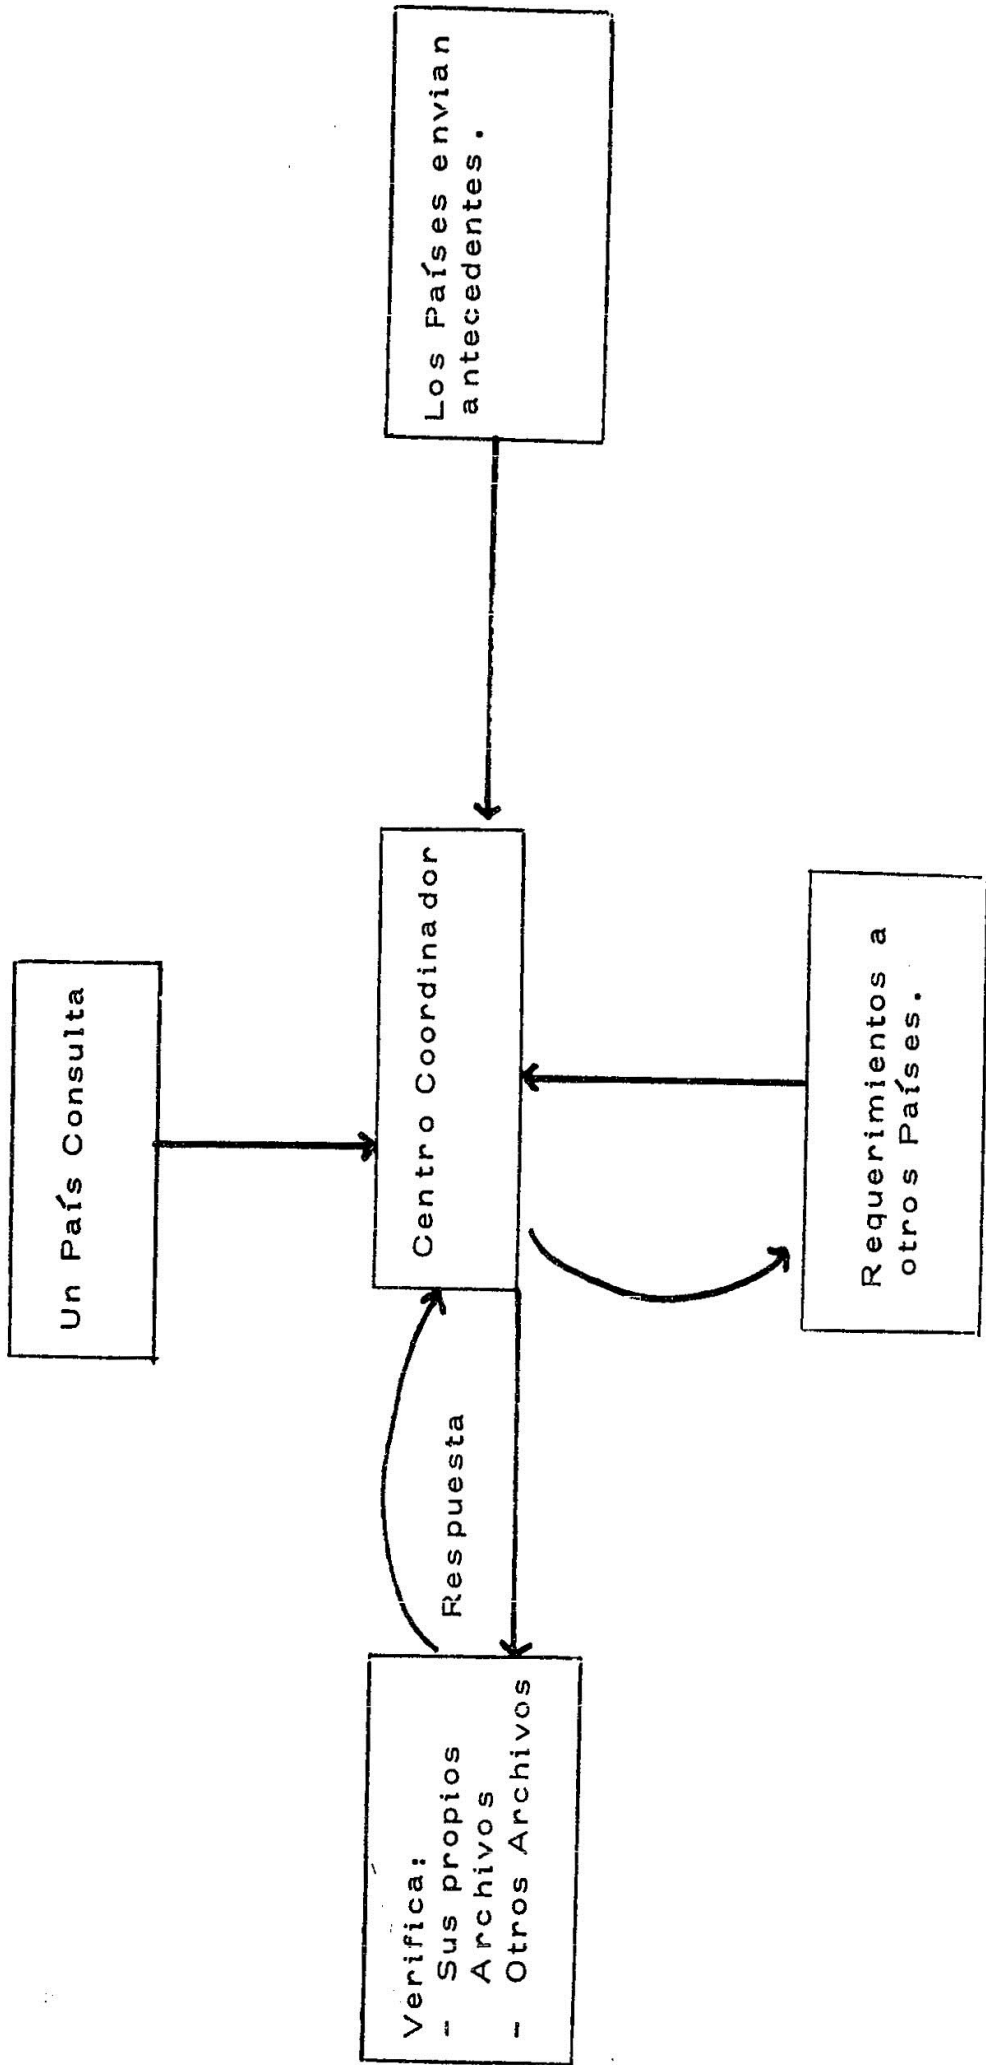 Un País Consulta
Verifica:
- Sus propios
Archivos
- Otros Archivos
Respuesta
Centro Coordinador
Los Países envian
antecedentes.
Requerimientos a
otros Países.